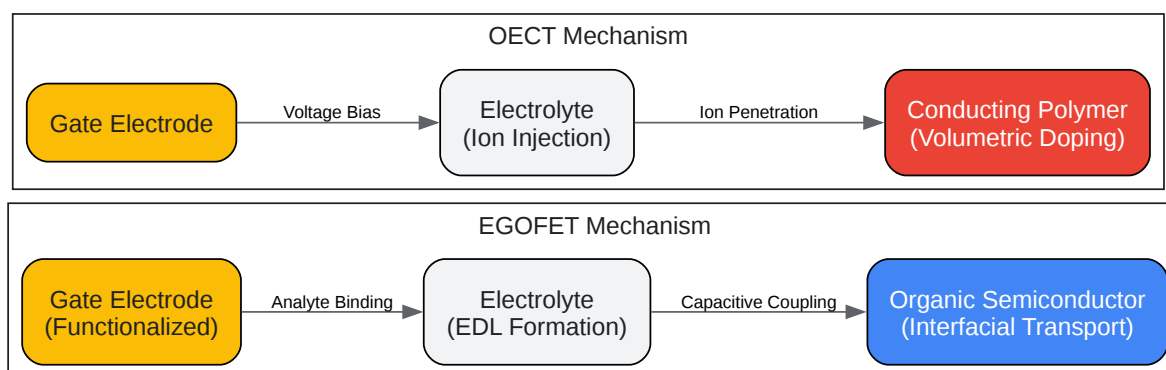 OECT Mechanism
Gate Electrode
Voltage Bias
Electrolyte
(Ion Injection)
Ion Penetration
Conducting Polymer
(Volumetric Doping)
EGOFET Mechanism
Gate Electrode
(Functionalized)
Analyte Binding
Electrolyte
(EDL Formation)
Capacitive Coupling
Organic Semiconductor
(Interfacial Transport)